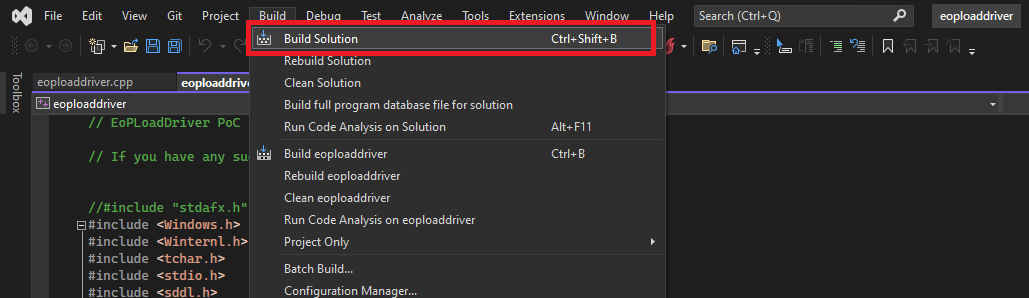 File Edit View Git Project Build Debug Test Analyze Tools Extensions Window Help Search (Ctrl+Q) eoploaddriver
Build Solution Ctrl+Shift+B
Rebuild Solution
Clean Solution
Build full program database file for solution
Run Code Analysis on Solution Alt+F11
Build eoploaddriver Ctrl+B
Rebuild eoploaddriver
Clean eoploaddriver
Run Code Analysis on eoploaddriver
Project Only
Batch Build...
Configuration Manager...
Toolbox
eoploaddriver.cpp eoploaddrive
eoploaddriver
// EoPLoadDriver PoC
// If you have any su
//#include "stdafx.h"
#include <Windows.h>
#include <Winternl.h>
#include <tchar.h>
#include <stdio.h>
#include <sddl.h>